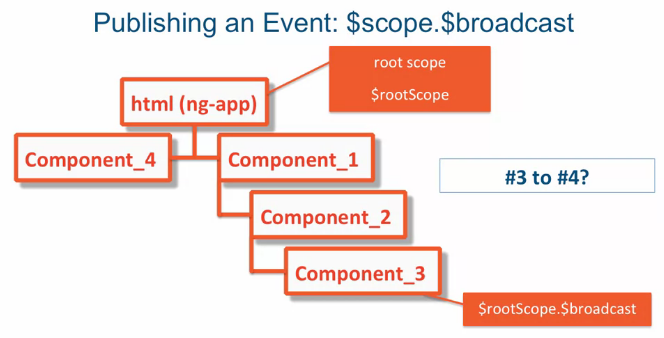 Publishing an Event: $scope.$broadcast
root scope
$rootScope
html (ng-app)
Component_4
Component_1
#3 to #4?
Component_2
Component_3
$rootScope.$broadcast